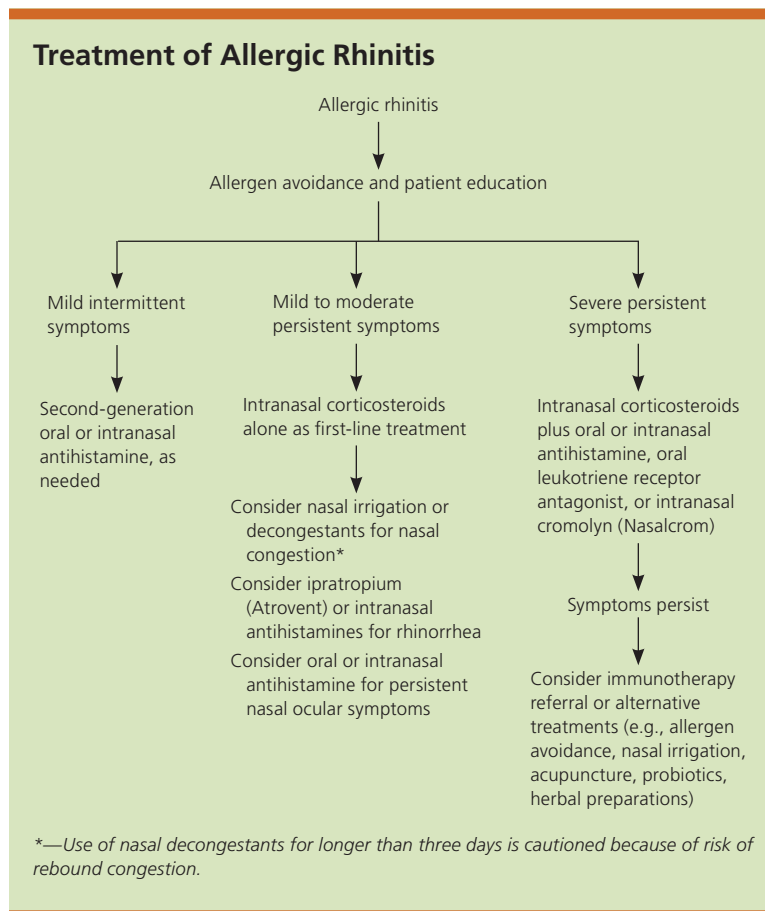 Treatment of Allergic Rhinitis
Allergic rhinitis
Allergen avoidance and patient education
Mild intermittent
symptoms
Second-generation
oral or intranasal
antihistamine, as
needed
Mild to moderate
persistent symptoms
Intranasal corticosteroids
alone as first-line treatment
Consider nasal irrigation or
decongestants for nasal
congestion*
Consider ipratropium
(Atrovent) or intranasal
antihistamines for rhinorrhea
Consider oral or intranasal
antihistamine for persistent
nasal ocular symptoms
Severe persistent
symptoms
Intranasal corticosteroids
plus oral or intranasal
antihistamine, oral
leukotriene receptor
antagonist, or intranasal
cromolyn (Nasalcrom)
Symptoms persist
Consider immunotherapy
referral or alternative
treatments (e.g., allergen
avoidance, nasal irrigation,
acupuncture, probiotics,
herbal preparations)
*—Use of nasal decongestants for longer than three days is cautioned because of risk of
rebound congestion.